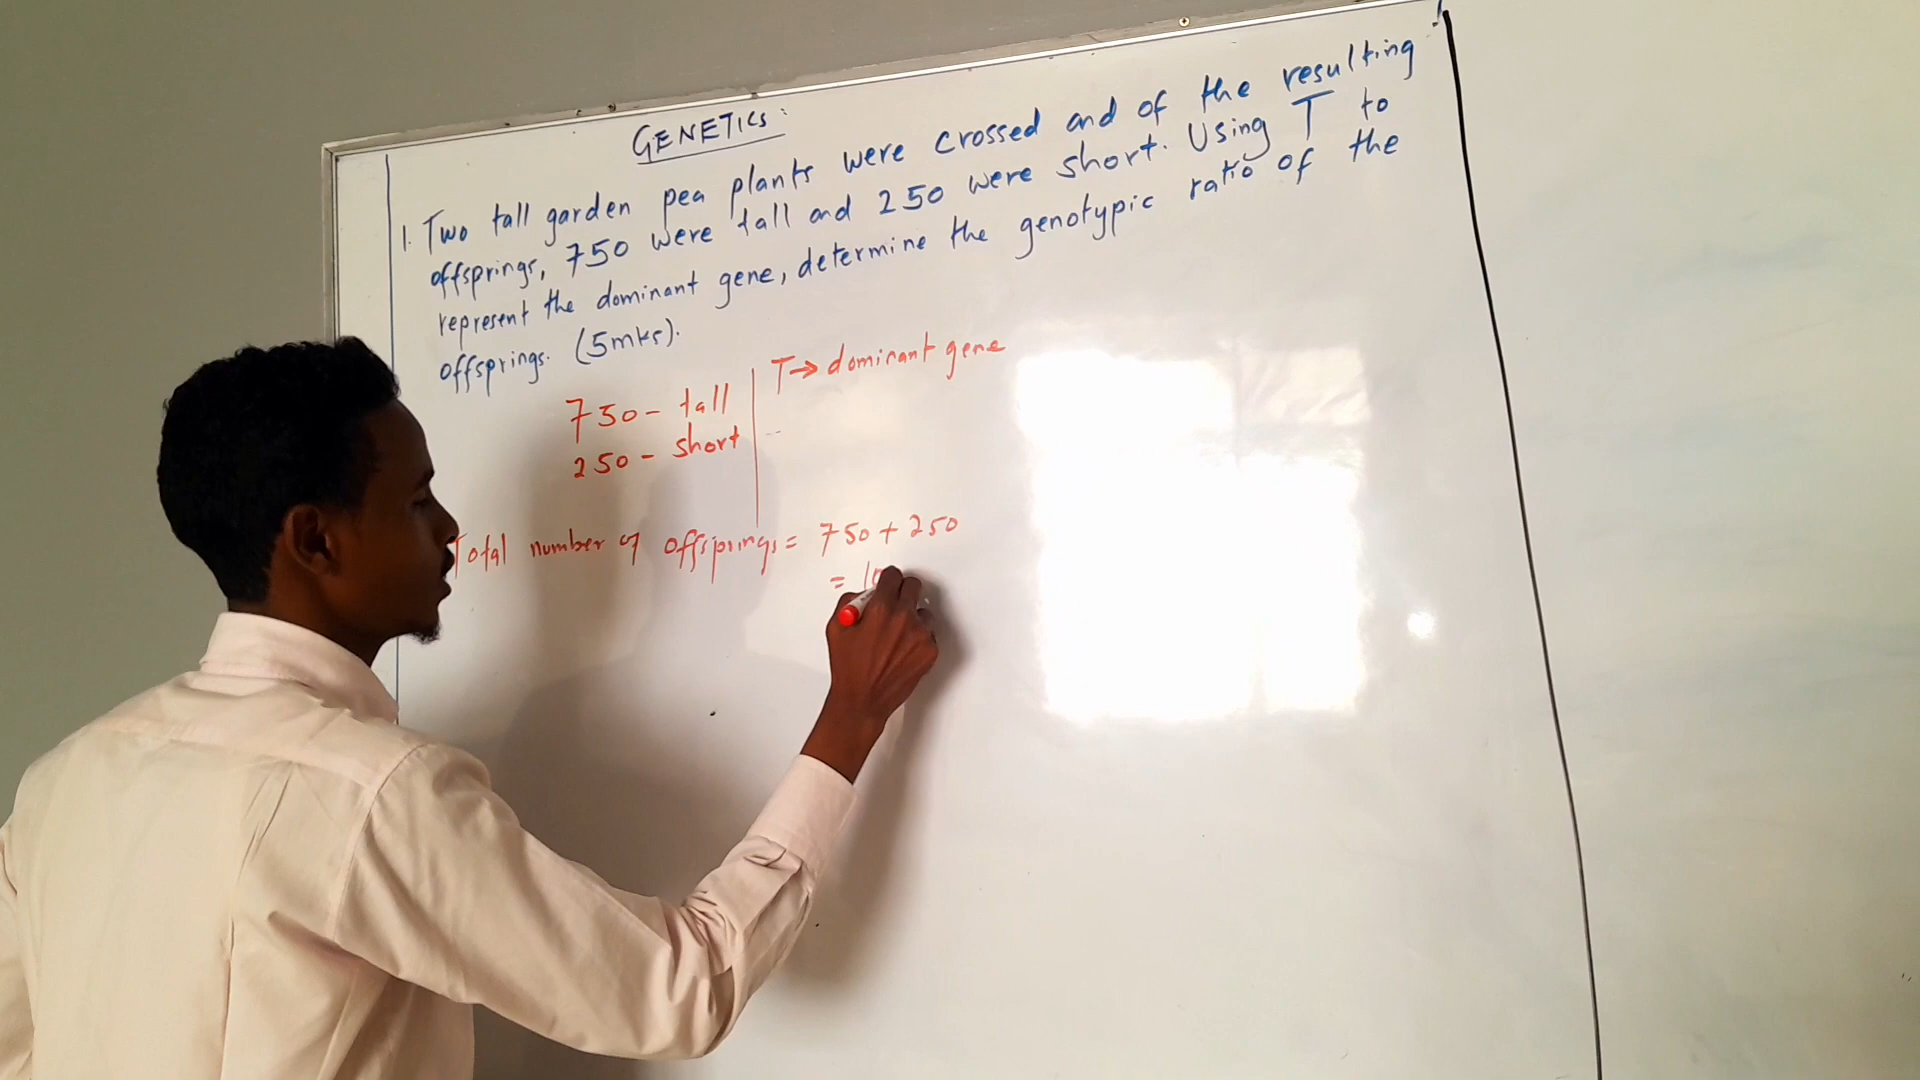 GENETICS:
1. Two tall garden pea plants were crossed and of the resulting
offsprings, 750 were tall and 250 were short. Using T to
represent the dominant gene, determine the genotypic ratio of the
offsprings. (5mks).
750 - tall
250 - short
T → dominant gene
Total number of offsprings = 750 + 250
= 10